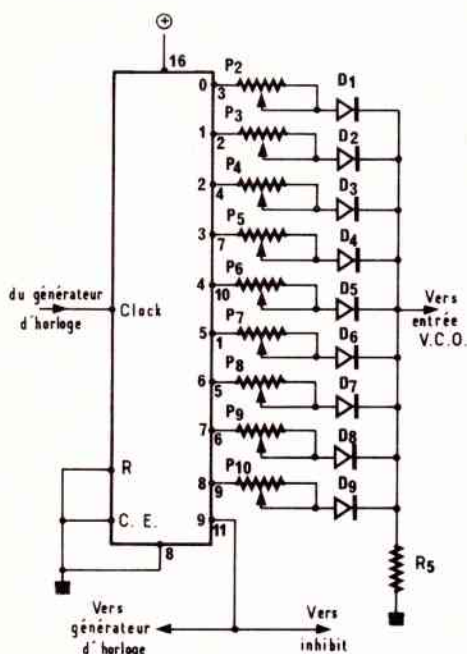 +
16
0
3
P2
D1
1
2
P3
D2
2
4
P4
D3
3
7
P5
D4
4
10
P6
D5
5
1
P7
D6
6
5
P8
D7
7
6
P9
D8
8
9
P10
D9
9
11
du générateur
d'horloge
Clock
Vers
entrée
V.C.O.
R
C. E.
8
R5
Vers
générateur
d'horloge
Vers
inhibit